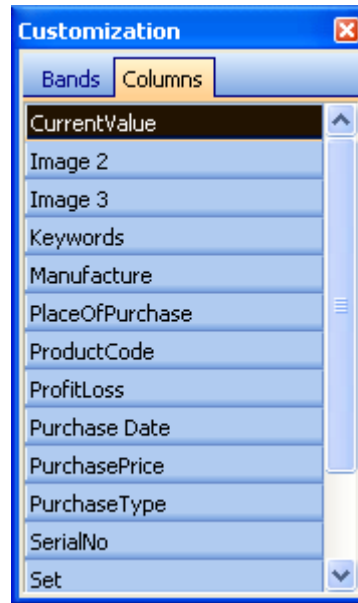 Customization
Bands Columns
CurrentValue
Image 2
Image 3
Keywords
Manufacture
PlaceOfPurchase
ProductCode
ProfitLoss
Purchase Date
PurchasePrice
PurchaseType
SerialNo
Set